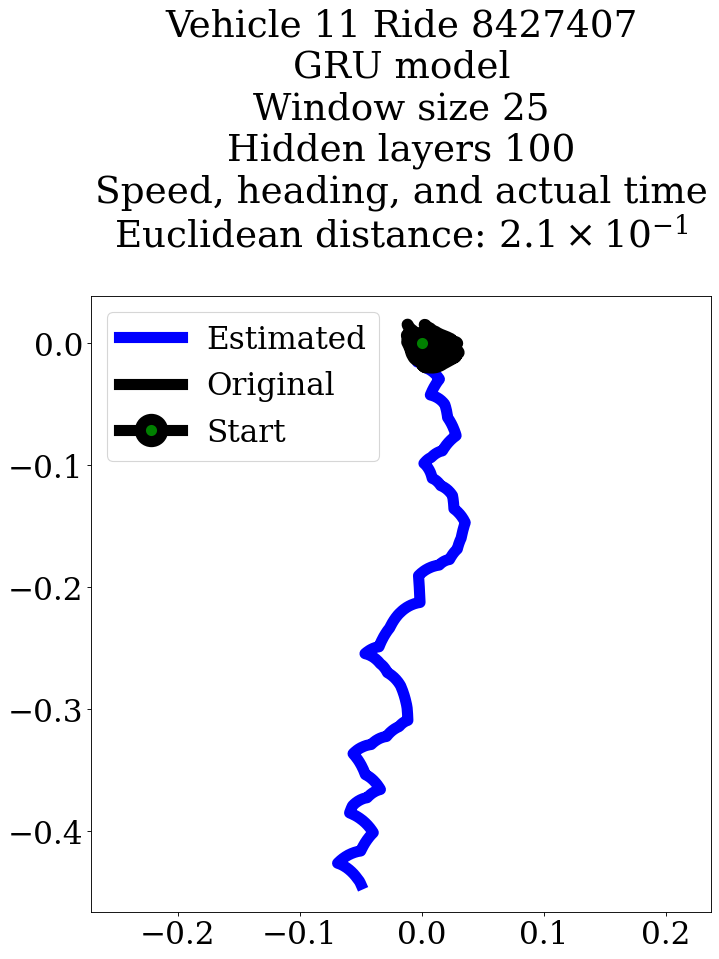 Vehicle 11 Ride 8427407
GRU model
Window size 25
Hidden layers 100
Speed, heading, and actual time
Euclidean distance: 2.1 × 10⁻¹
Estimated
Original
Start
0.0
−0.1
−0.2
−0.3
−0.4
−0.2 −0.1 0.0 0.1 0.2